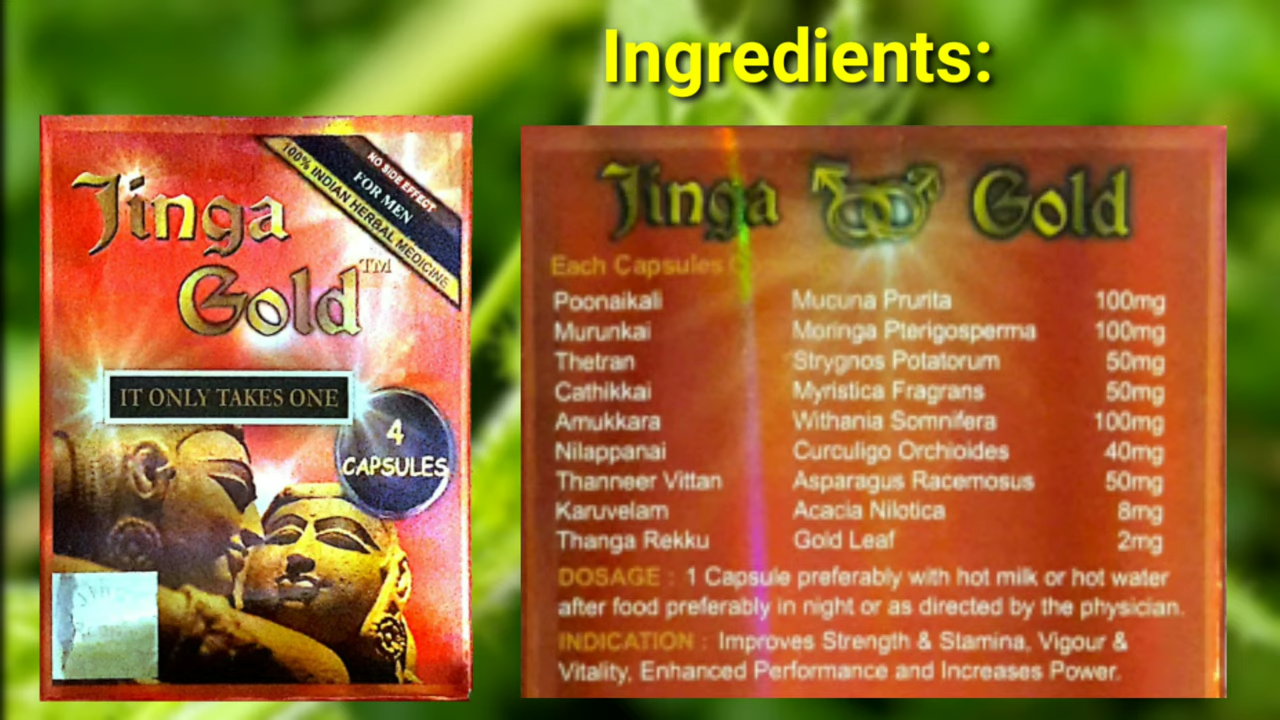 Ingredients:
Jinga
Gold™
NO SIDE EFFECT
FOR MEN
100% INDIAN HERBAL MEDICINE
IT ONLY TAKES ONE
4
CAPSULES
Jinga Gold
Each Capsules
Poonaikali Mucuna Prurita 100mg
Murunkai Moringa Pterigosperma 100mg
Thetran Strygnos Potatorum 50mg
Cathikkai Myristica Fragrans 50mg
Amukkara Withania Somnifera 100mg
Nilappanai Curculigo Orchioides 40mg
Thanneer Vittan Asparagus Racemosus 50mg
Karuvelam Acacia Nilotica 8mg
Thanga Rekku Gold Leaf 2mg
DOSAGE : 1 Capsule preferably with hot milk or hot water
after food preferably in night or as directed by the physician.
INDICATION : Improves Strength & Stamina, Vigour &
Vitality, Enhanced Performance and Increases Power.